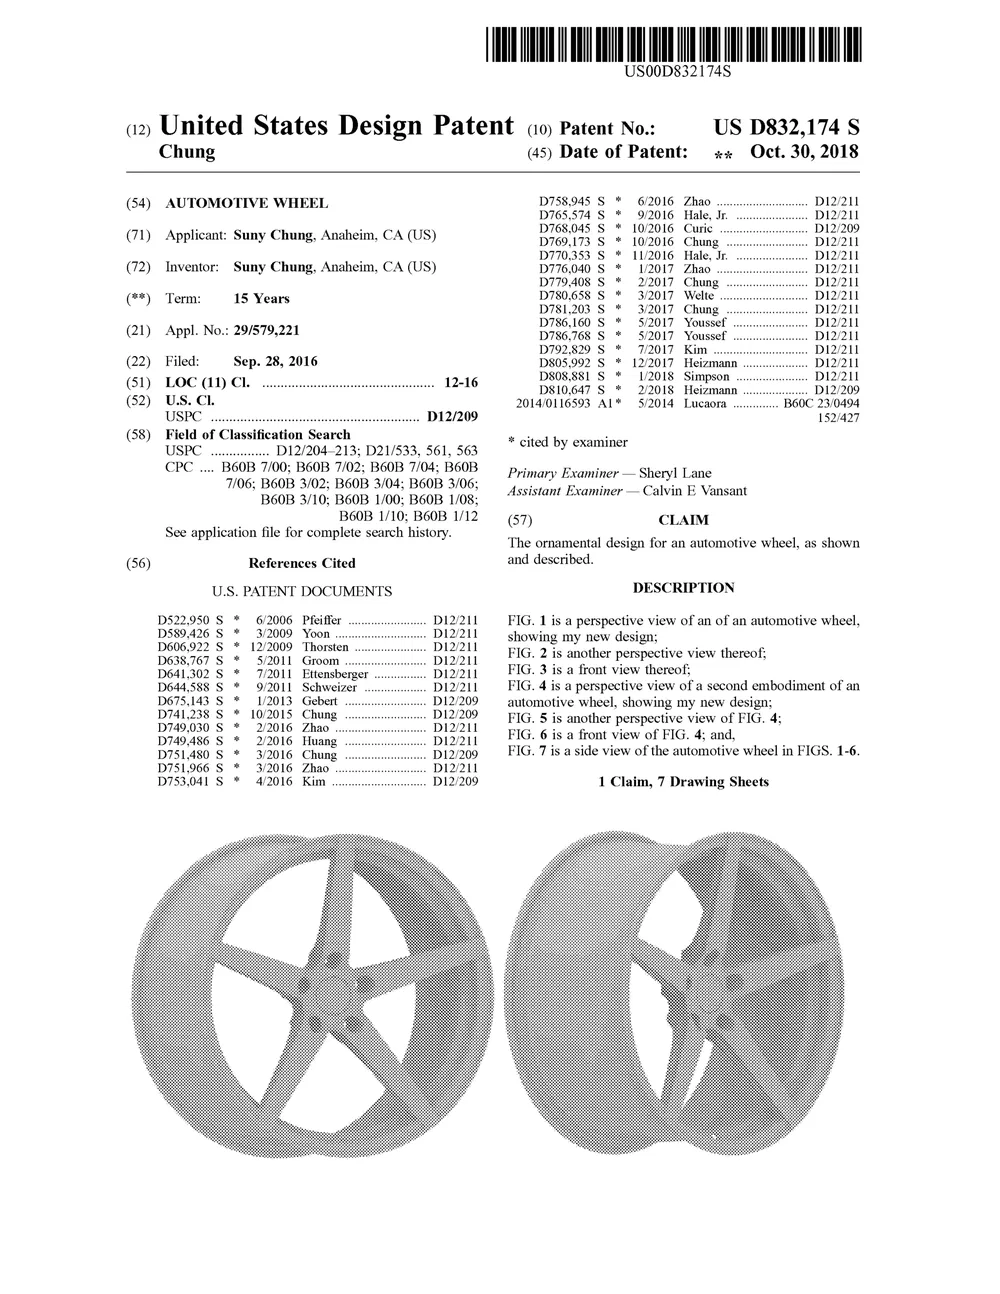 US00D832174S
(12) United States Design Patent
Chung
(10) Patent No.: US D832,174 S
(45) Date of Patent: ** Oct. 30, 2018
(54) AUTOMOTIVE WHEEL
(71) Applicant: Suny Chung, Anaheim, CA (US)
(72) Inventor: Suny Chung, Anaheim, CA (US)
(**) Term: 15 Years
(21) Appl. No.: 29/579,221
(22) Filed: Sep. 28, 2016
(51) LOC (11) Cl. ............................................... 12-16
(52) U.S. Cl.
USPC ......................................................... D12/209
(58) Field of Classification Search
USPC ................ D12/204–213; D21/533, 561, 563
CPC .... B60B 7/00; B60B 7/02; B60B 7/04; B60B
7/06; B60B 3/02; B60B 3/04; B60B 3/06;
B60B 3/10; B60B 1/00; B60B 1/08;
B60B 1/10; B60B 1/12
See application file for complete search history.
(56) References Cited
U.S. PATENT DOCUMENTS
D522,950 S * 6/2006 Pfeiffer ........................ D12/211
D589,426 S * 3/2009 Yoon ............................ D12/211
D606,922 S * 12/2009 Thorsten ...................... D12/211
D638,767 S * 5/2011 Groom ......................... D12/211
D641,302 S * 7/2011 Ettensberger ................ D12/211
D644,588 S * 9/2011 Schweizer ................... D12/211
D675,143 S * 1/2013 Gebert ......................... D12/209
D741,238 S * 10/2015 Chung ......................... D12/209
D749,030 S * 2/2016 Zhao ............................ D12/211
D749,486 S * 2/2016 Huang ......................... D12/211
D751,480 S * 3/2016 Chung ......................... D12/209
D751,966 S * 3/2016 Zhao ............................ D12/211
D753,041 S * 4/2016 Kim ............................. D12/209
D758,945 S * 6/2016 Zhao ............................ D12/211
D765,574 S * 9/2016 Hale, Jr. ...................... D12/211
D768,045 S * 10/2016 Curic ........................... D12/209
D769,173 S * 10/2016 Chung ......................... D12/211
D770,353 S * 11/2016 Hale, Jr. ...................... D12/211
D776,040 S * 1/2017 Zhao ............................ D12/211
D779,408 S * 2/2017 Chung ......................... D12/211
D780,658 S * 3/2017 Welte ........................... D12/211
D781,203 S * 3/2017 Chung ......................... D12/211
D786,160 S * 5/2017 Youssef ....................... D12/211
D786,768 S * 5/2017 Youssef ....................... D12/211
D792,829 S * 7/2017 Kim ............................. D12/211
D805,992 S * 12/2017 Heizmann .................... D12/211
D808,881 S * 1/2018 Simpson ...................... D12/211
D810,647 S * 2/2018 Heizmann .................... D12/209
2014/0116593 A1* 5/2014 Lucaora .............. B60C 23/0494
152/427
* cited by examiner
Primary Examiner — Sheryl Lane
Assistant Examiner — Calvin E Vansant
(57) CLAIM
The ornamental design for an automotive wheel, as shown
and described.
DESCRIPTION
FIG. 1 is a perspective view of an of an automotive wheel,
showing my new design;
FIG. 2 is another perspective view thereof;
FIG. 3 is a front view thereof;
FIG. 4 is a perspective view of a second embodiment of an
automotive wheel, showing my new design;
FIG. 5 is another perspective view of FIG. 4;
FIG. 6 is a front view of FIG. 4; and,
FIG. 7 is a side view of the automotive wheel in FIGS. 1-6.
1 Claim, 7 Drawing Sheets